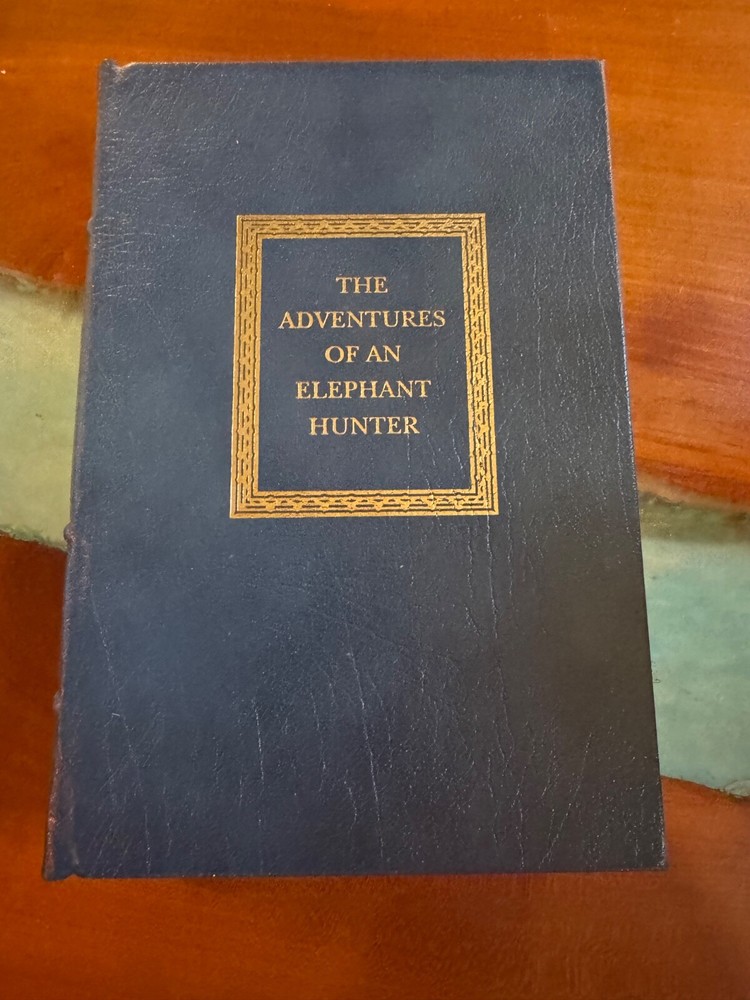 THE
ADVENTURES
OF AN
ELEPHANT
HUNTER